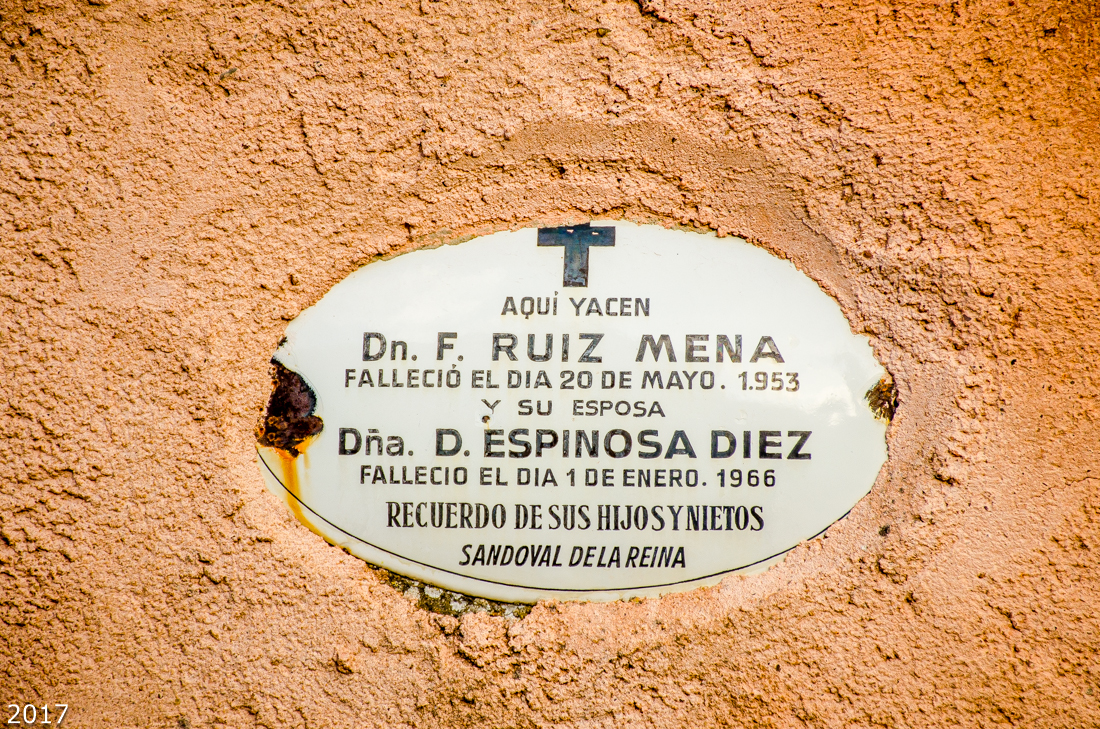 AQUÍ YACEN
Dn. F. RUIZ MENA
FALLECIÓ EL DIA 20 DE MAYO. 1.953
Y SU ESPOSA
Dña. D. ESPINOSA DIEZ
FALLECIO EL DIA 1 DE ENERO. 1966
RECUERDO DE SUS HIJOS Y NIETOS
SANDOVAL DE LA REINA
2017